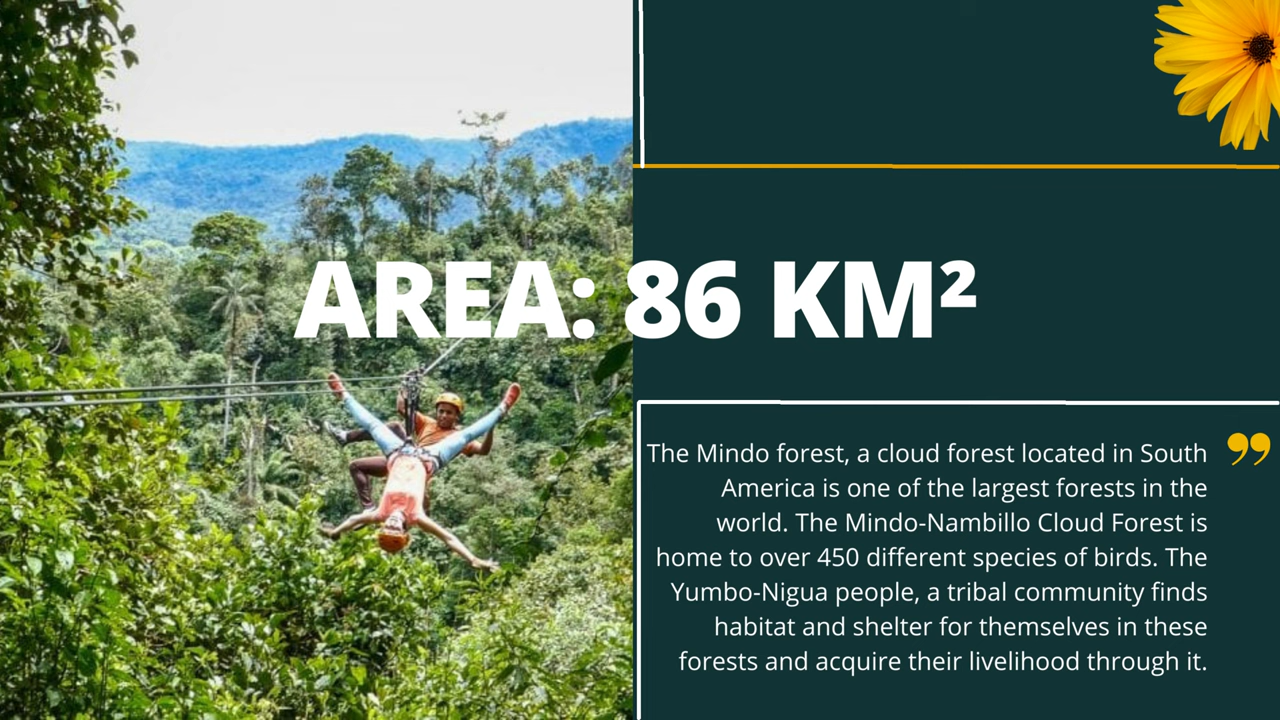 AREA: 86 KM²
The Mindo forest, a cloud forest located in South
America is one of the largest forests in the
world. The Mindo-Nambillo Cloud Forest is
home to over 450 different species of birds. The
Yumbo-Nigua people, a tribal community finds
habitat and shelter for themselves in these
forests and acquire their livelihood through it.